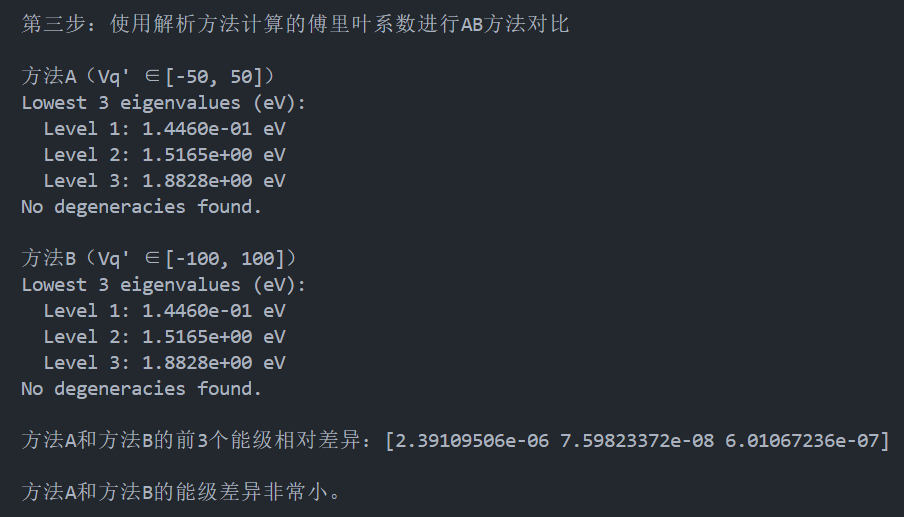 第三步：使用解析方法计算的傅里叶系数进行AB方法对比
方法A（Vq' ∈[-50, 50]）
Lowest 3 eigenvalues (eV):
Level 1: 1.4460e-01 eV
Level 2: 1.5165e+00 eV
Level 3: 1.8828e+00 eV
No degeneracies found.
方法B（Vq' ∈[-100, 100]）
Lowest 3 eigenvalues (eV):
Level 1: 1.4460e-01 eV
Level 2: 1.5165e+00 eV
Level 3: 1.8828e+00 eV
No degeneracies found.
方法A和方法B的前3个能级相对差异：[2.39109506e-06 7.59823372e-08 6.01067236e-07]
方法A和方法B的能级差异非常小。